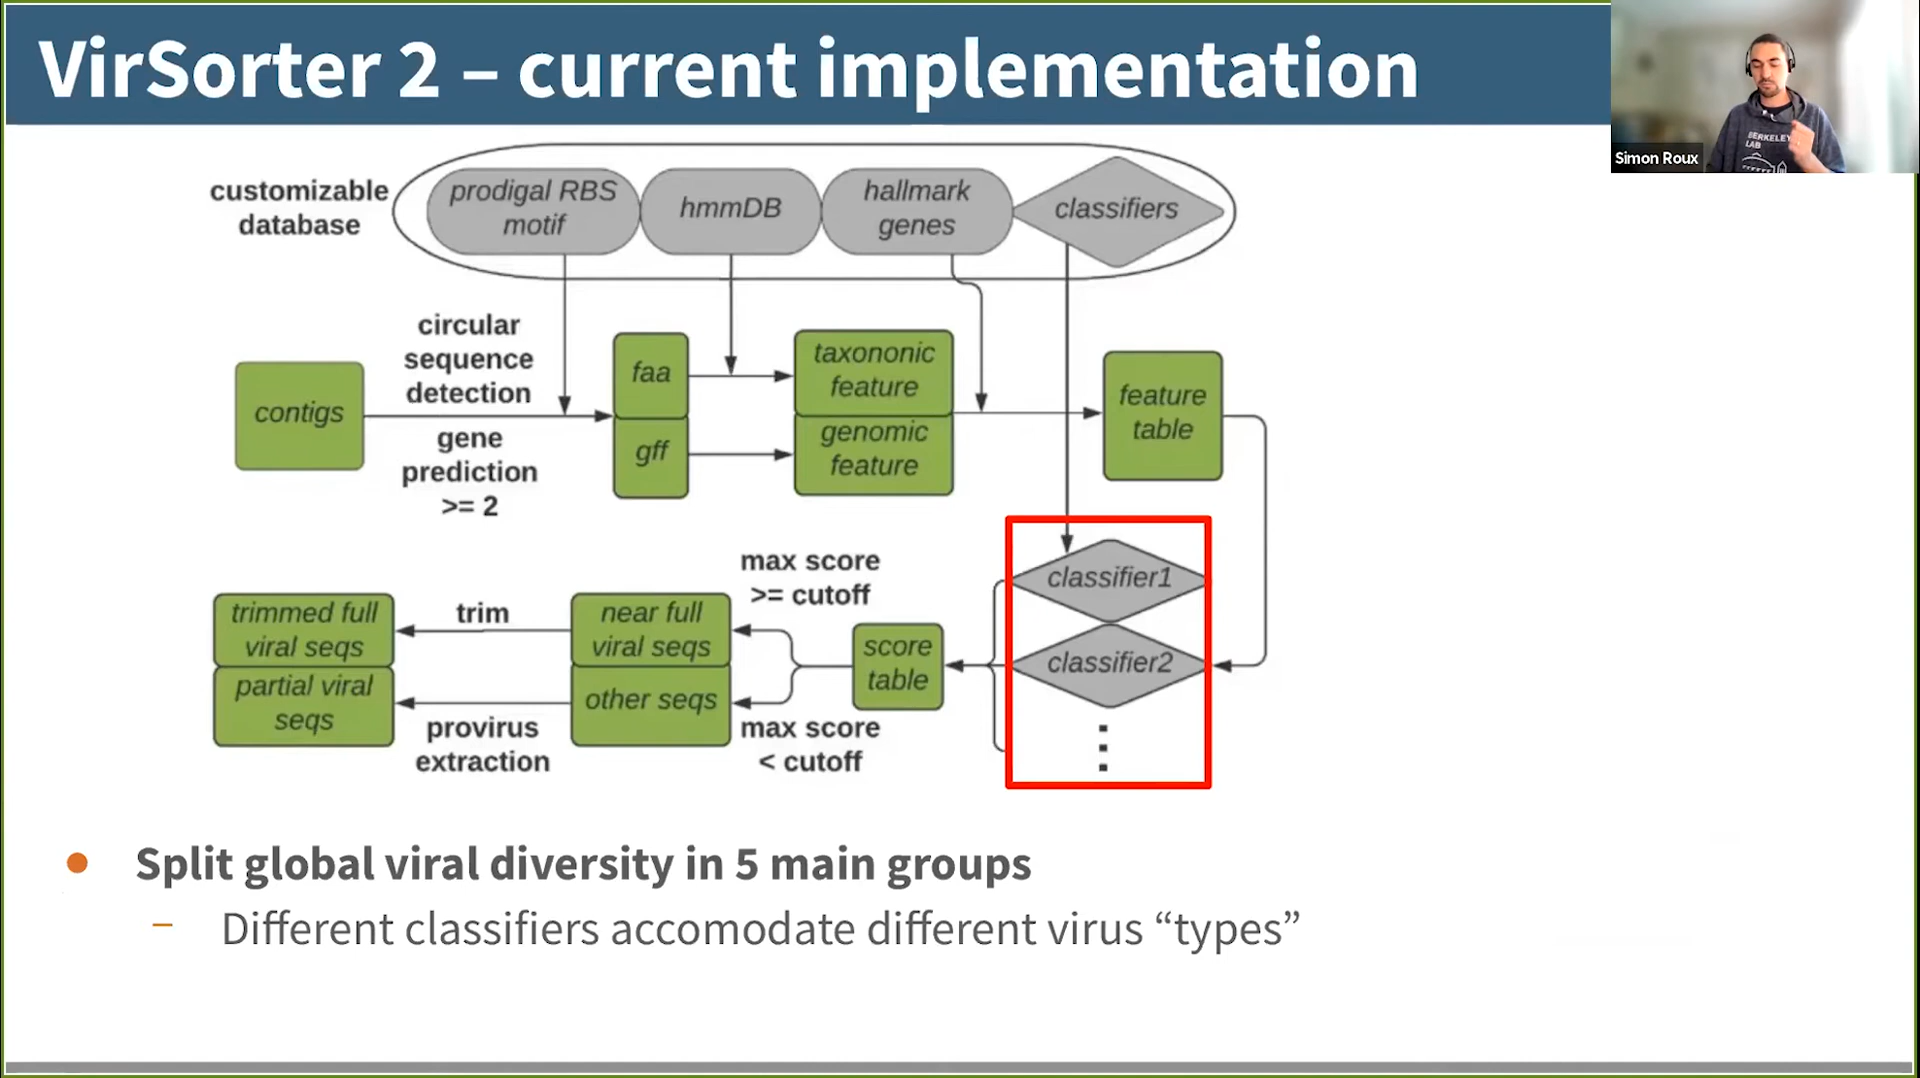 VirSorter 2 – current implementation
BERKELEY
LAB
Simon Roux
customizable
database
prodigal RBS
motif
hmmDB
hallmark
genes
classifiers
circular
sequence
detection
contigs
gene
prediction
>= 2
faa
gff
taxononic
feature
genomic
feature
feature
table
classifier1
classifier2
max score
>= cutoff
score
table
max score
< cutoff
near full
viral seqs
other seqs
trim
provirus
extraction
trimmed full
viral seqs
partial viral
seqs
● Split global viral diversity in 5 main groups
– Different classifiers accomodate different virus “types”